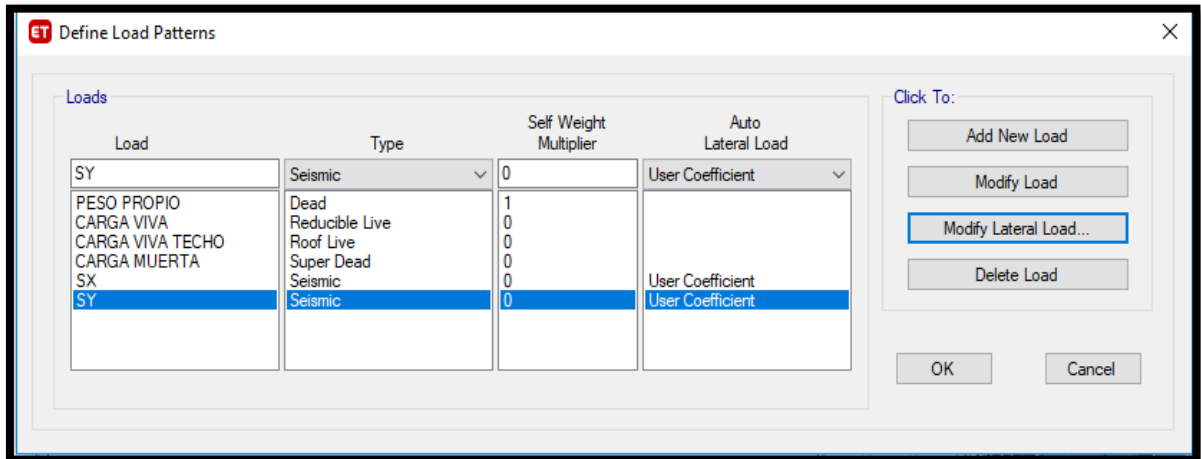 ET Define Load Patterns
Loads
Click To:
Load Type Self Weight Multiplier Auto Lateral Load
SY Seismic 0 User Coefficient
PESO PROPIO Dead 1
CARGA VIVA Reducible Live 0
CARGA VIVA TECHO Roof Live 0
CARGA MUERTA Super Dead 0
SX Seismic 0 User Coefficient
SY Seismic 0 User Coefficient
Add New Load
Modify Load
Modify Lateral Load...
Delete Load
OK Cancel